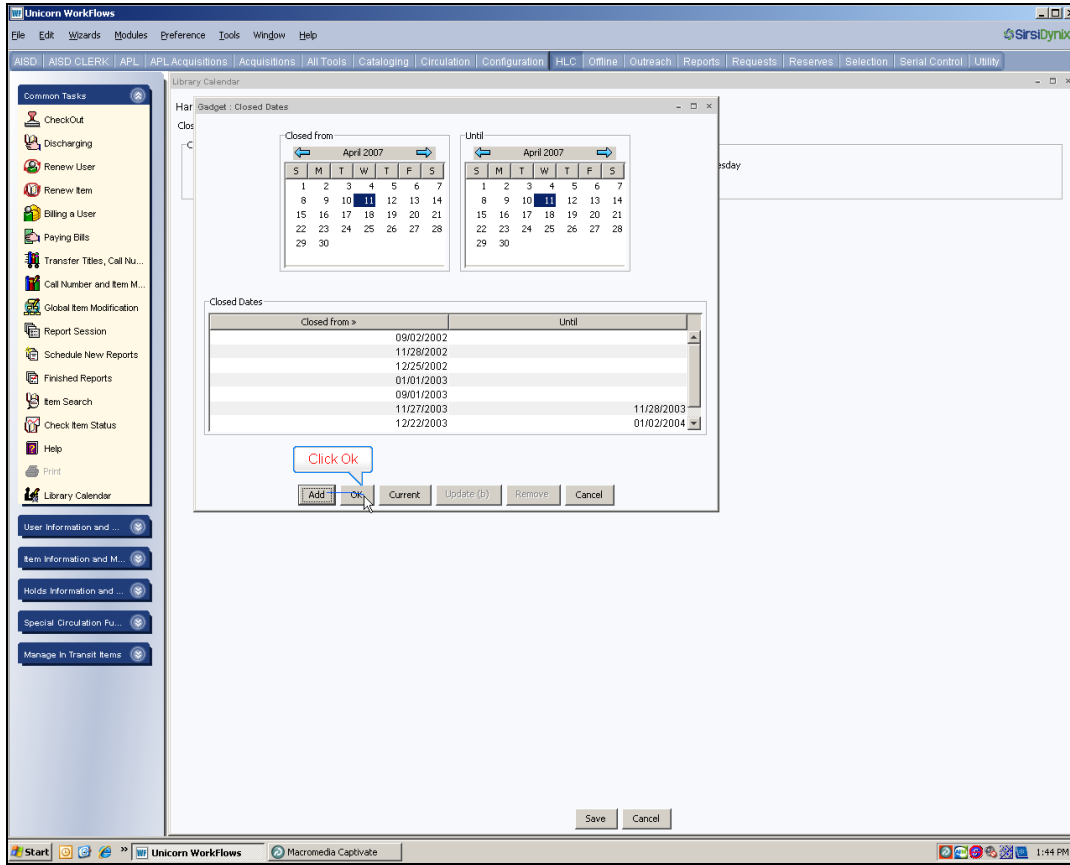 Unicorn WorkFlows
File Edit Wizards Modules Preference Tools Window Help
SirsiDynix
AISD AISD CLERK APL APL Acquisitions Acquisitions All Tools Cataloging Circulation Configuration HLC Offline Outreach Reports Requests Reserves Selection Serial Control Utility
Common Tasks
CheckOut
Discharging
Renew User
Renew Item
Billing a User
Paying Bills
Transfer Titles, Call Nu...
Call Number and Item M...
Global Item Modification
Report Session
Schedule New Reports
Finished Reports
Item Search
Check Item Status
Help
Print
Library Calendar
User Information and ...
Item Information and M...
Holds Information and ...
Special Circulation Fu...
Manage In Transit Items
Library Calendar
Har
Clos
C
esday
Gadget : Closed Dates
Closed from
April 2007
S M T W T F S
1 2 3 4 5 6 7
8 9 10 11 12 13 14
15 16 17 18 19 20 21
22 23 24 25 26 27 28
29 30
Until
April 2007
S M T W T F S
1 2 3 4 5 6 7
8 9 10 11 12 13 14
15 16 17 18 19 20 21
22 23 24 25 26 27 28
29 30
Closed Dates
Closed from » Until
09/02/2002
11/28/2002
12/25/2002
01/01/2003
09/01/2003
11/27/2003 11/28/2003
12/22/2003 01/02/2004
Click Ok
Add OK Current Update (b) Remove Cancel
Save Cancel
Start » Unicorn WorkFlows Macromedia Captivate 1:44 PM